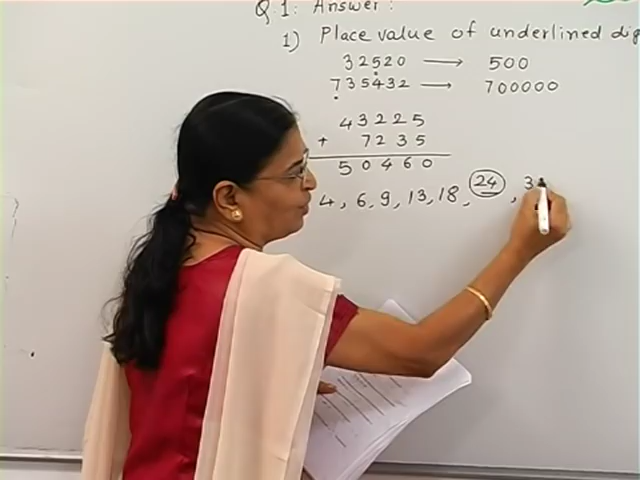 Q.1: Answer:
1) Place value of underlined dig
32520 → 500
735432 → 700000
43225
+ 7235
50460
4, 6, 9, 13, 18, 24, 3